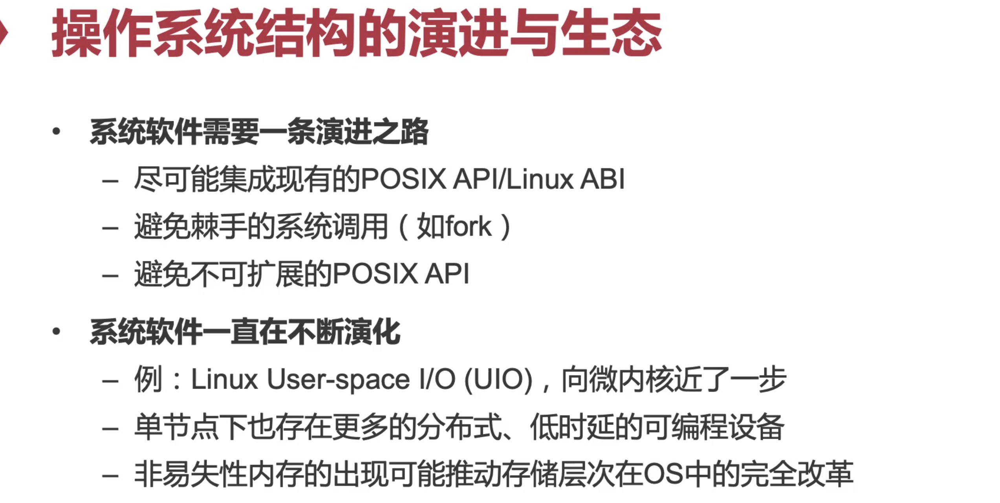 操作系统结构的演进与生态
• 系统软件需要一条演进之路
– 尽可能集成现有的POSIX API/Linux ABI
– 避免棘手的系统调用（如fork）
– 避免不可扩展的POSIX API
• 系统软件一直在不断演化
– 例：Linux User-space I/O (UIO)，向微内核近了一步
– 单节点下也存在更多的分布式、低时延的可编程设备
– 非易失性内存的出现可能推动存储层次在OS中的完全改革